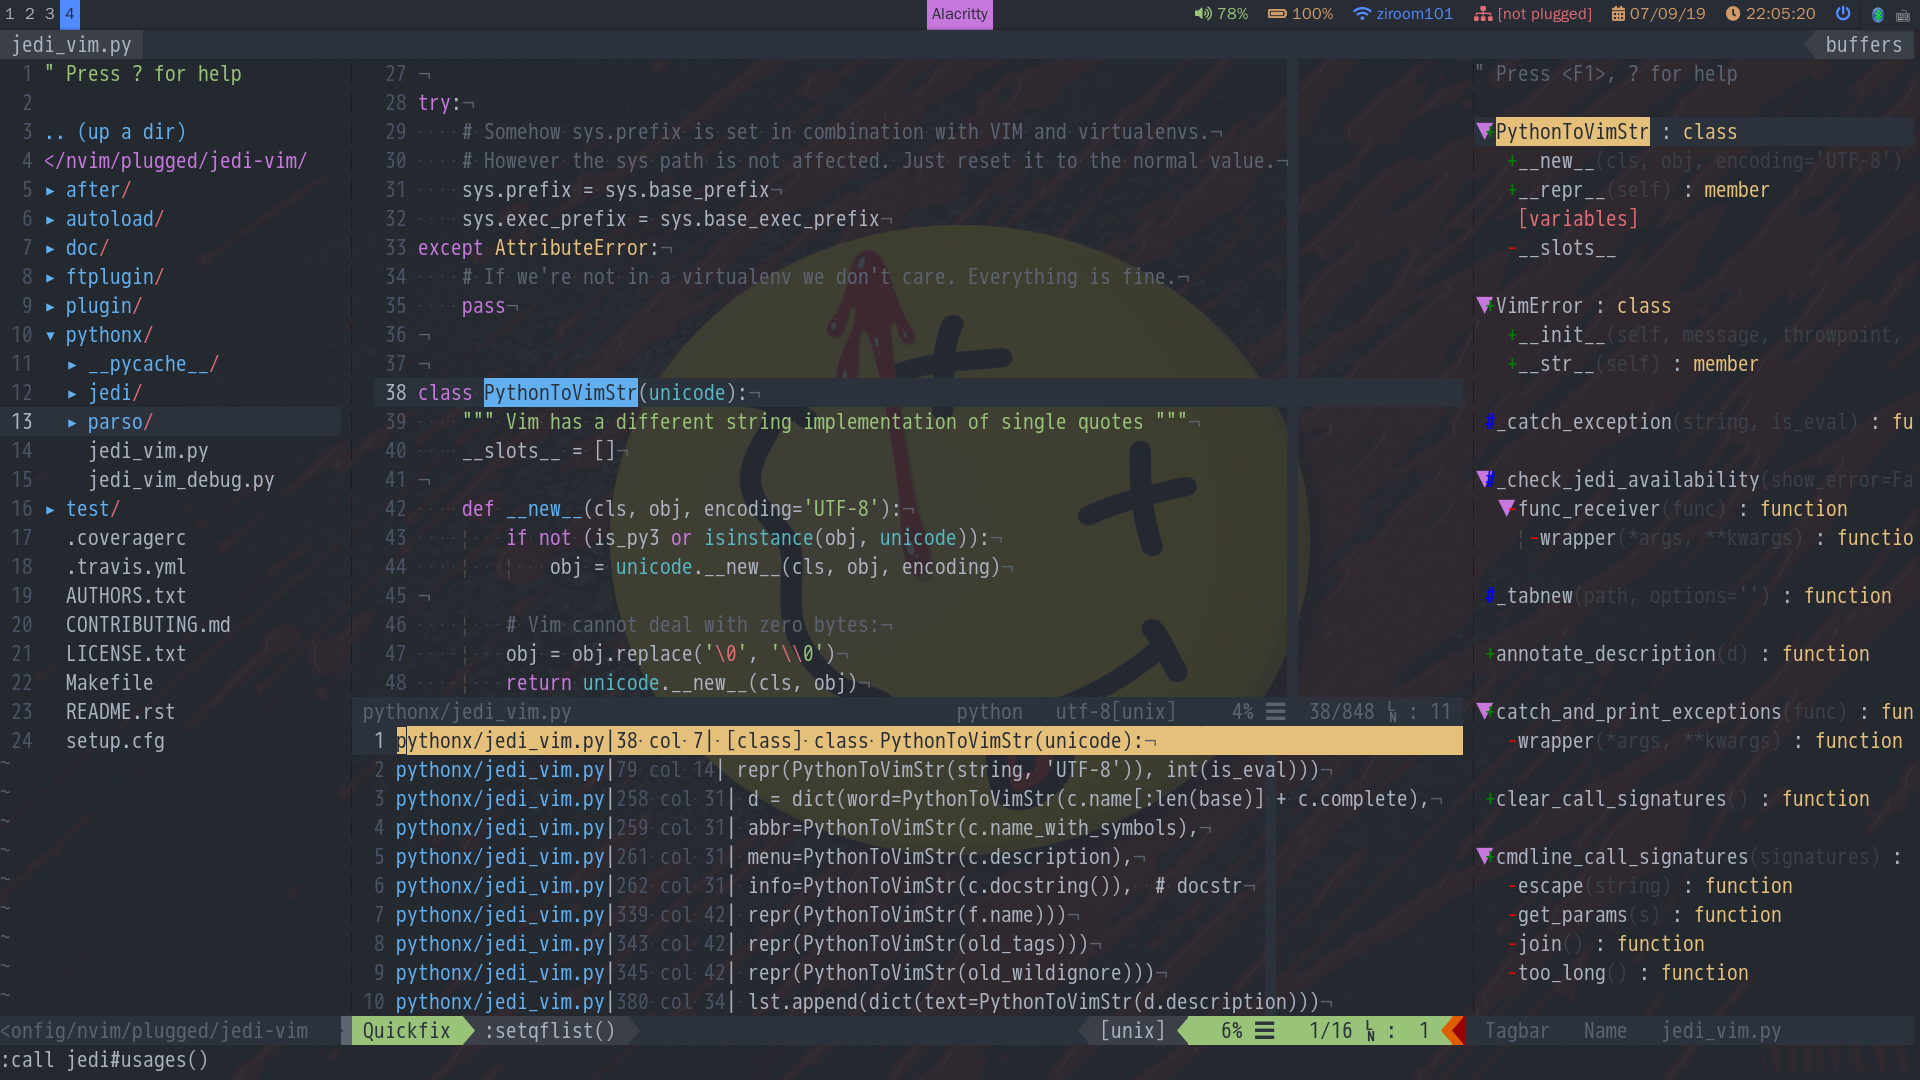 1 2 3 4
Alacritty
78% 100% ziroom101 [not plugged] 07/09/19 22:05:20
jedi_vim.py
buffers
1 " Press ? for help
2
3 .. (up a dir)
4 </nvim/plugged/jedi-vim/
5 ▸ after/
6 ▸ autoload/
7 ▸ doc/
8 ▸ ftplugin/
9 ▸ plugin/
10 ▾ pythonx/
11 ▸ __pycache__/
12 ▸ jedi/
13 ▸ parso/
14 jedi_vim.py
15 jedi_vim_debug.py
16 ▸ test/
17 .coveragerc
18 .travis.yml
19 AUTHORS.txt
20 CONTRIBUTING.md
21 LICENSE.txt
22 Makefile
23 README.rst
24 setup.cfg
<onfig/nvim/plugged/jedi-vim
27 ¬
28 try:¬
29 ····# Somehow sys.prefix is set in combination with VIM and virtualenvs.¬
30 ····# However the sys path is not affected. Just reset it to the normal value.¬
31 ····sys.prefix = sys.base_prefix¬
32 ····sys.exec_prefix = sys.base_exec_prefix¬
33 except AttributeError:¬
34 ····# If we're not in a virtualenv we don't care. Everything is fine.¬
35 ····pass¬
36 ¬
37 ¬
38 class PythonToVimStr(unicode):¬
39 ····""" Vim has a different string implementation of single quotes """¬
40 ····__slots__ = []¬
41 ¬
42 ····def __new__(cls, obj, encoding='UTF-8'):¬
43 ····¦···if not (is_py3 or isinstance(obj, unicode)):¬
44 ····¦···¦···obj = unicode.__new__(cls, obj, encoding)¬
45 ¬
46 ····¦···# Vim cannot deal with zero bytes:¬
47 ····¦···obj = obj.replace('\0', '\\0')¬
48 ····¦···return unicode.__new__(cls, obj)¬
pythonx/jedi_vim.py python utf-8[unix] 4% ☰ 38/848 LN : 11
1 pythonx/jedi_vim.py|38 col 7| [class] class PythonToVimStr(unicode):¬
2 pythonx/jedi_vim.py|79 col 14| repr(PythonToVimStr(string, 'UTF-8')), int(is_eval)))¬
3 pythonx/jedi_vim.py|258 col 31| d = dict(word=PythonToVimStr(c.name[:len(base)] + c.complete),¬
4 pythonx/jedi_vim.py|259 col 31| abbr=PythonToVimStr(c.name_with_symbols),¬
5 pythonx/jedi_vim.py|261 col 31| menu=PythonToVimStr(c.description),¬
6 pythonx/jedi_vim.py|262 col 31| info=PythonToVimStr(c.docstring()),  # docstr¬
7 pythonx/jedi_vim.py|339 col 42| repr(PythonToVimStr(f.name)))¬
8 pythonx/jedi_vim.py|343 col 42| repr(PythonToVimStr(old_tags)))¬
9 pythonx/jedi_vim.py|345 col 42| repr(PythonToVimStr(old_wildignore)))¬
10 pythonx/jedi_vim.py|380 col 34| lst.append(dict(text=PythonToVimStr(d.description)))¬
Quickfix :setqflist() [unix] 6% ☰ 1/16 LN : 1
" Press <F1>, ? for help
▼+PythonToVimStr : class
+__new__(cls, obj, encoding='UTF-8')
+__repr__(self) : member
[variables]
-__slots__
▼+VimError : class
+__init__(self, message, throwpoint,
+__str__(self) : member
#_catch_exception(string, is_eval) : fu
▼#_check_jedi_availability(show_error=Fa
▼-func_receiver(func) : function
¦-wrapper(*args, **kwargs) : functio
#_tabnew(path, options='') : function
+annotate_description(d) : function
▼+catch_and_print_exceptions(func) : fun
-wrapper(*args, **kwargs) : function
+clear_call_signatures() : function
▼+cmdline_call_signatures(signatures) :
-escape(string) : function
-get_params(s) : function
-join() : function
-too_long() : function
Tagbar Name jedi_vim.py
:call jedi#usages()